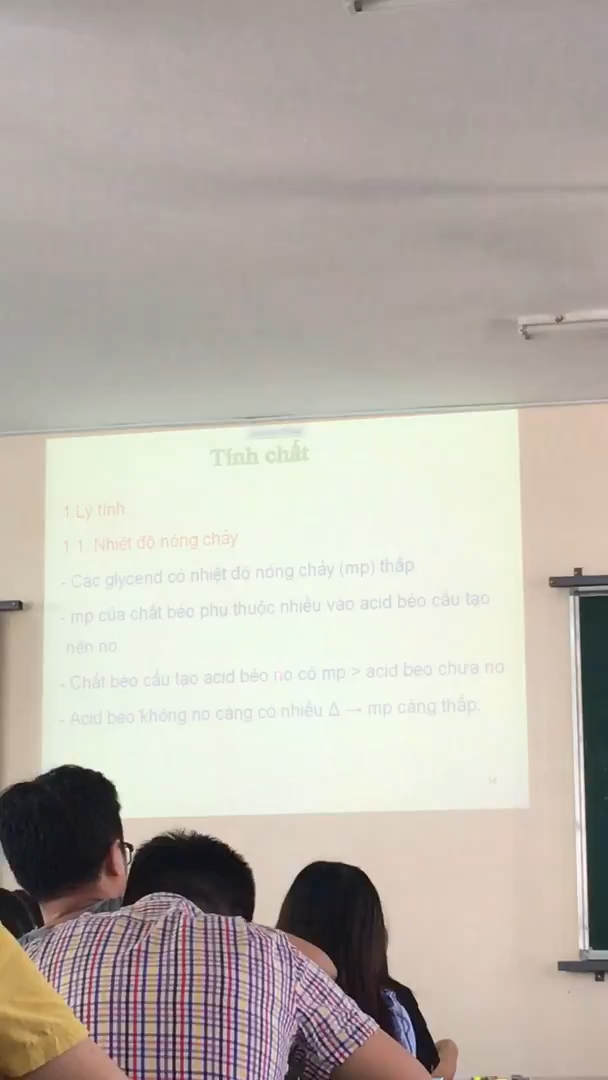 Tính chất
1.Lý tính
1.1. Nhiệt độ nóng chảy
- Các glycerid có nhiệt độ nóng chảy (mp) thấp
- mp của chất béo phụ thuộc nhiều vào acid béo cấu tạo
nên nó
- Chất béo cấu tạo acid béo no có mp > acid béo chưa no
- Acid béo không no càng có nhiều Δ → mp càng thấp.